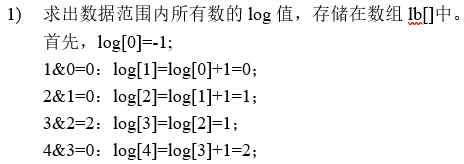 1) 求出数据范围内所有数的 log 值，存储在数组 lb[]中。
首先，log[0]=-1;
1&0=0：log[1]=log[0]+1=0；
2&1=0：log[2]=log[1]+1=1；
3&2=2：log[3]=log[2]=1；
4&3=0：log[4]=log[3]+1=2；